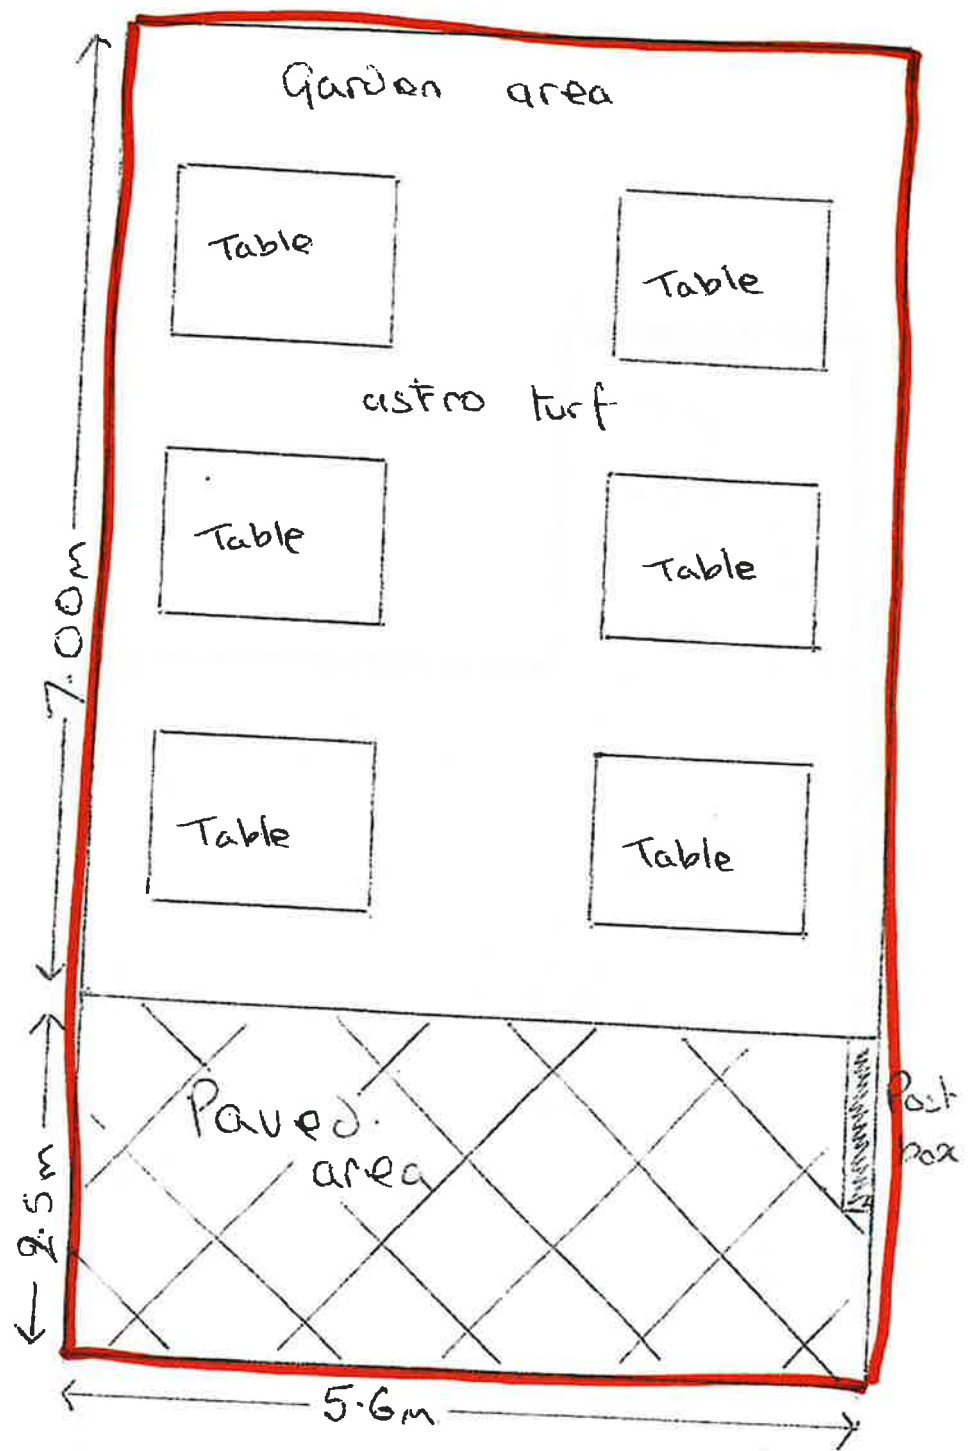 Garden area
Table
Table
astro turf
Table
Table
7.00m
Table
Table
Paved
area
Post
box
2.5m
5.6m